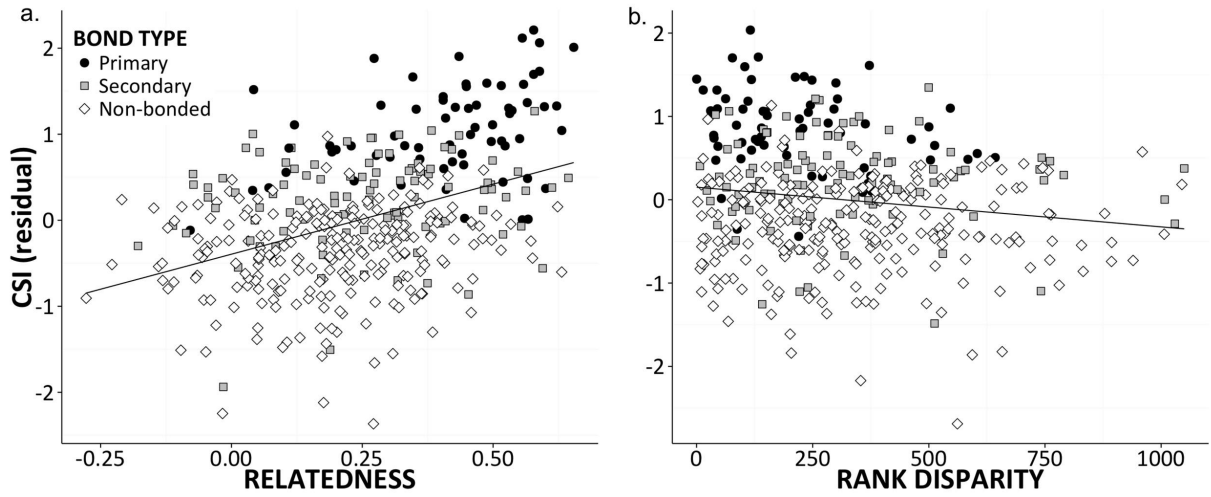 a.
BOND TYPE
Primary
Secondary
Non-bonded
CSI (residual)
2
1
0
-1
-2
-0.25 0.00 0.25 0.50
RELATEDNESS
b.
2
1
0
-1
-2
0 250 500 750 1000
RANK DISPARITY